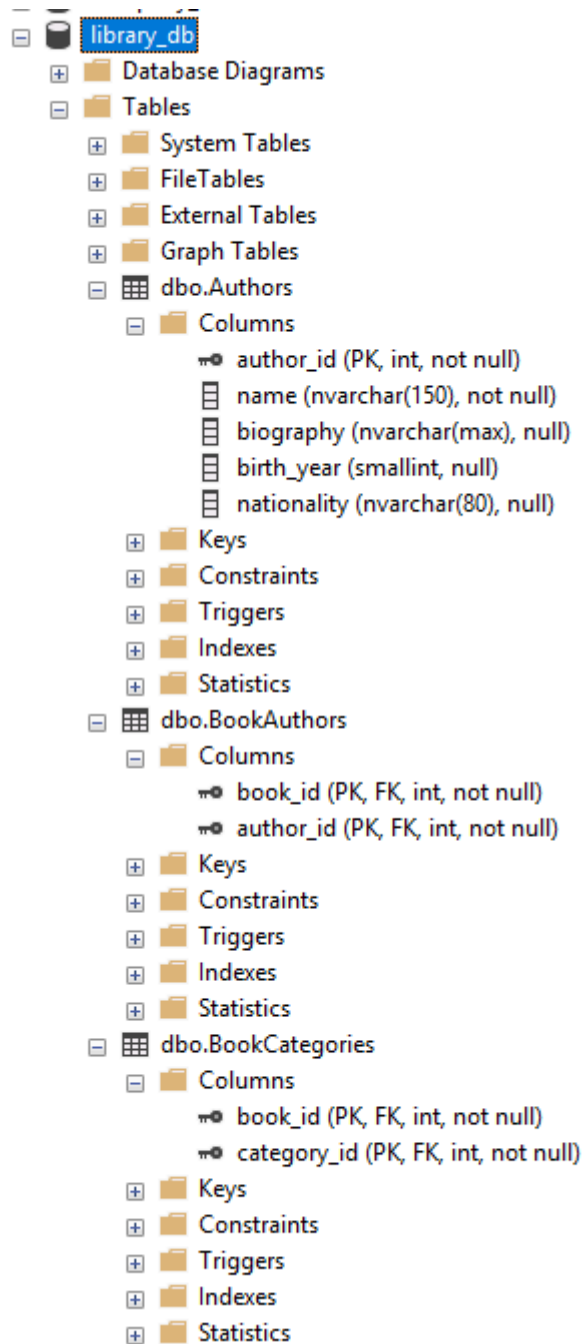 library_db
Database Diagrams
Tables
System Tables
FileTables
External Tables
Graph Tables
dbo.Authors
Columns
author_id (PK, int, not null)
name (nvarchar(150), not null)
biography (nvarchar(max), null)
birth_year (smallint, null)
nationality (nvarchar(80), null)
Keys
Constraints
Triggers
Indexes
Statistics
dbo.BookAuthors
Columns
book_id (PK, FK, int, not null)
author_id (PK, FK, int, not null)
Keys
Constraints
Triggers
Indexes
Statistics
dbo.BookCategories
Columns
book_id (PK, FK, int, not null)
category_id (PK, FK, int, not null)
Keys
Constraints
Triggers
Indexes
Statistics